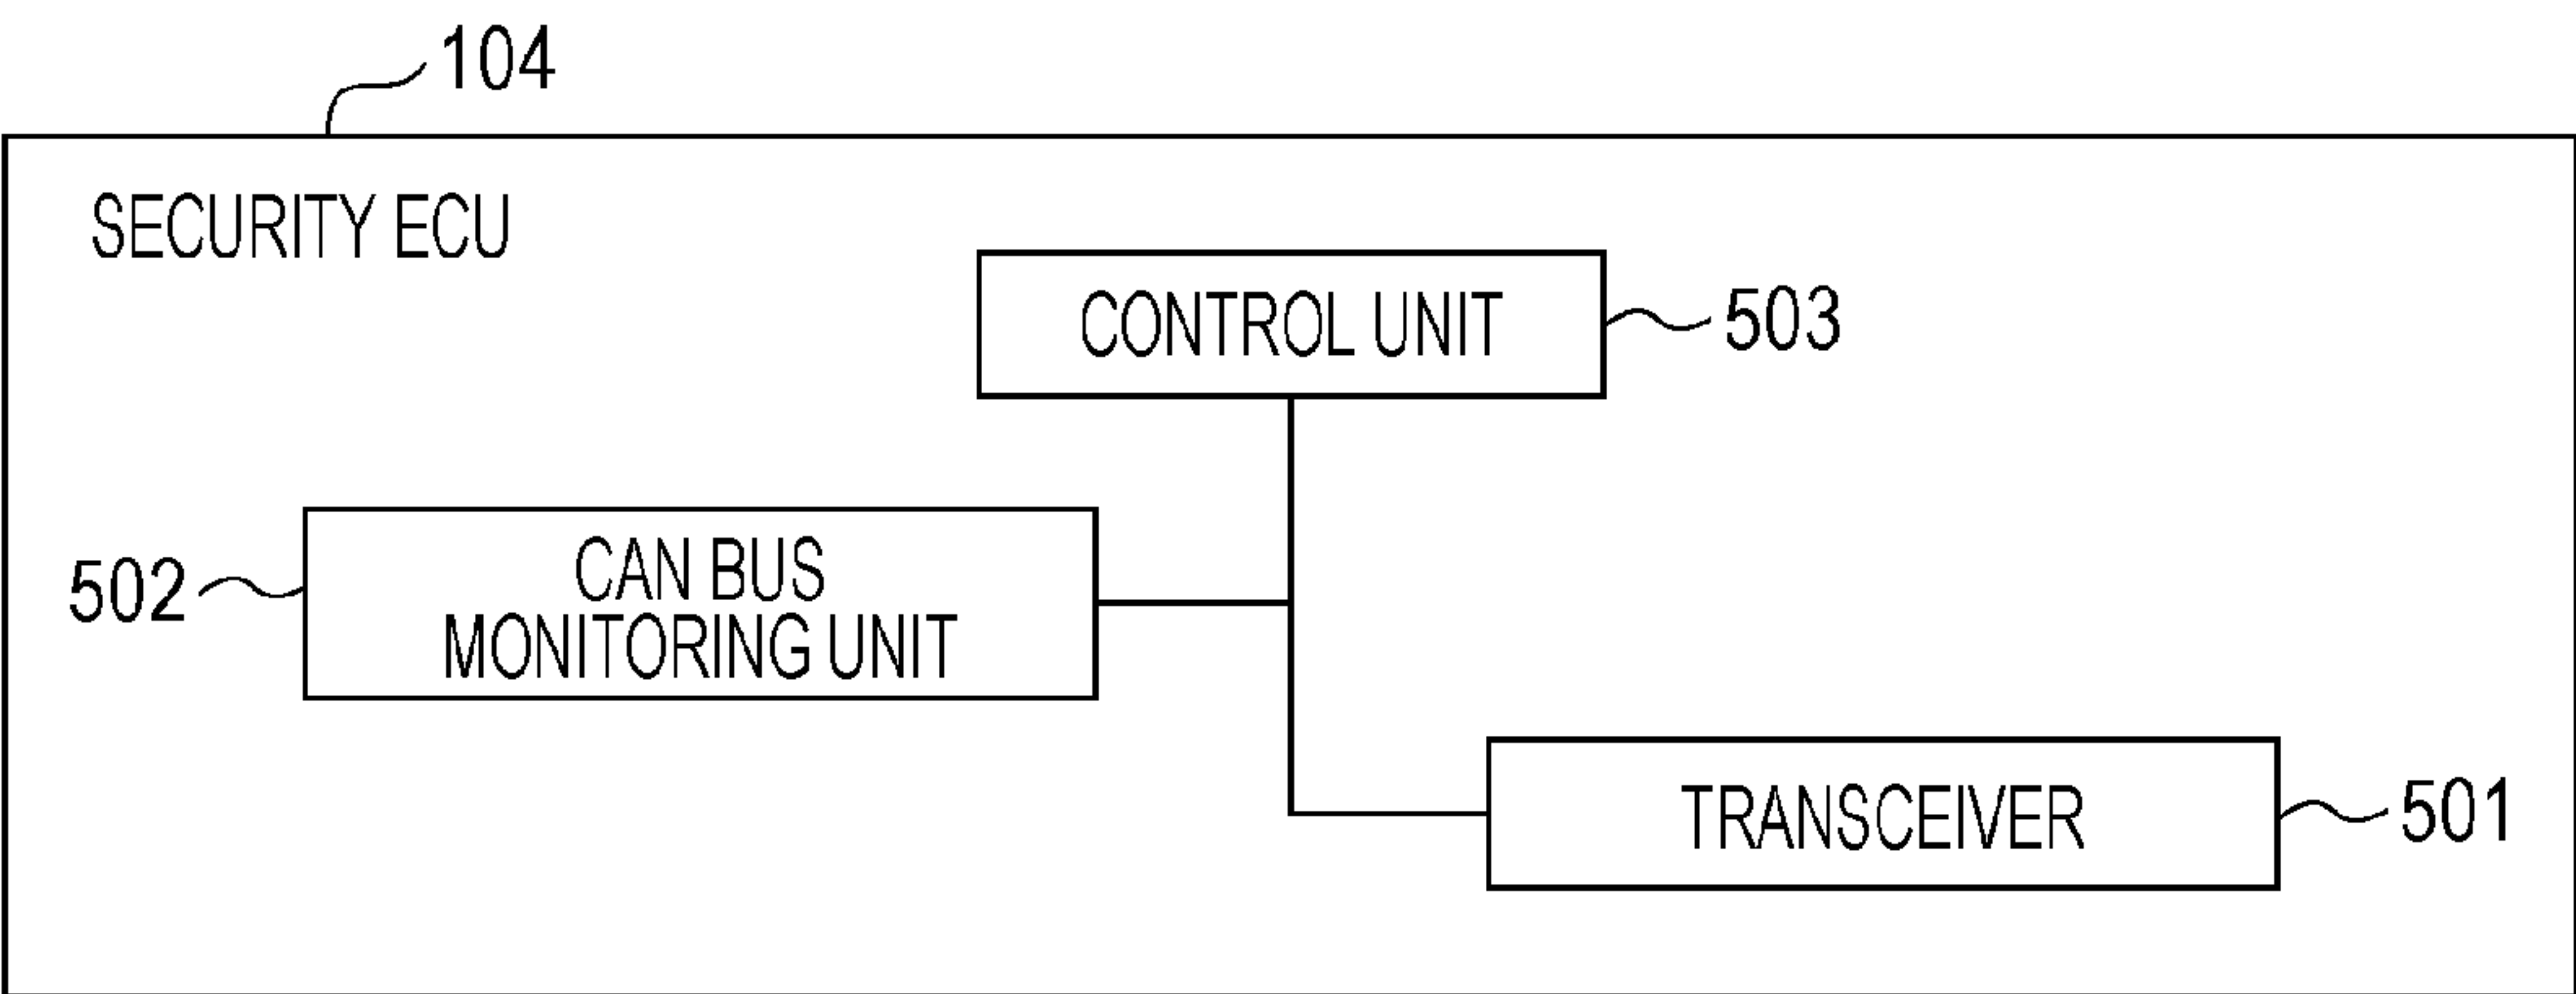 104
SECURITY ECU
CONTROL UNIT
503
502
CAN BUS
MONITORING UNIT
TRANSCEIVER
501